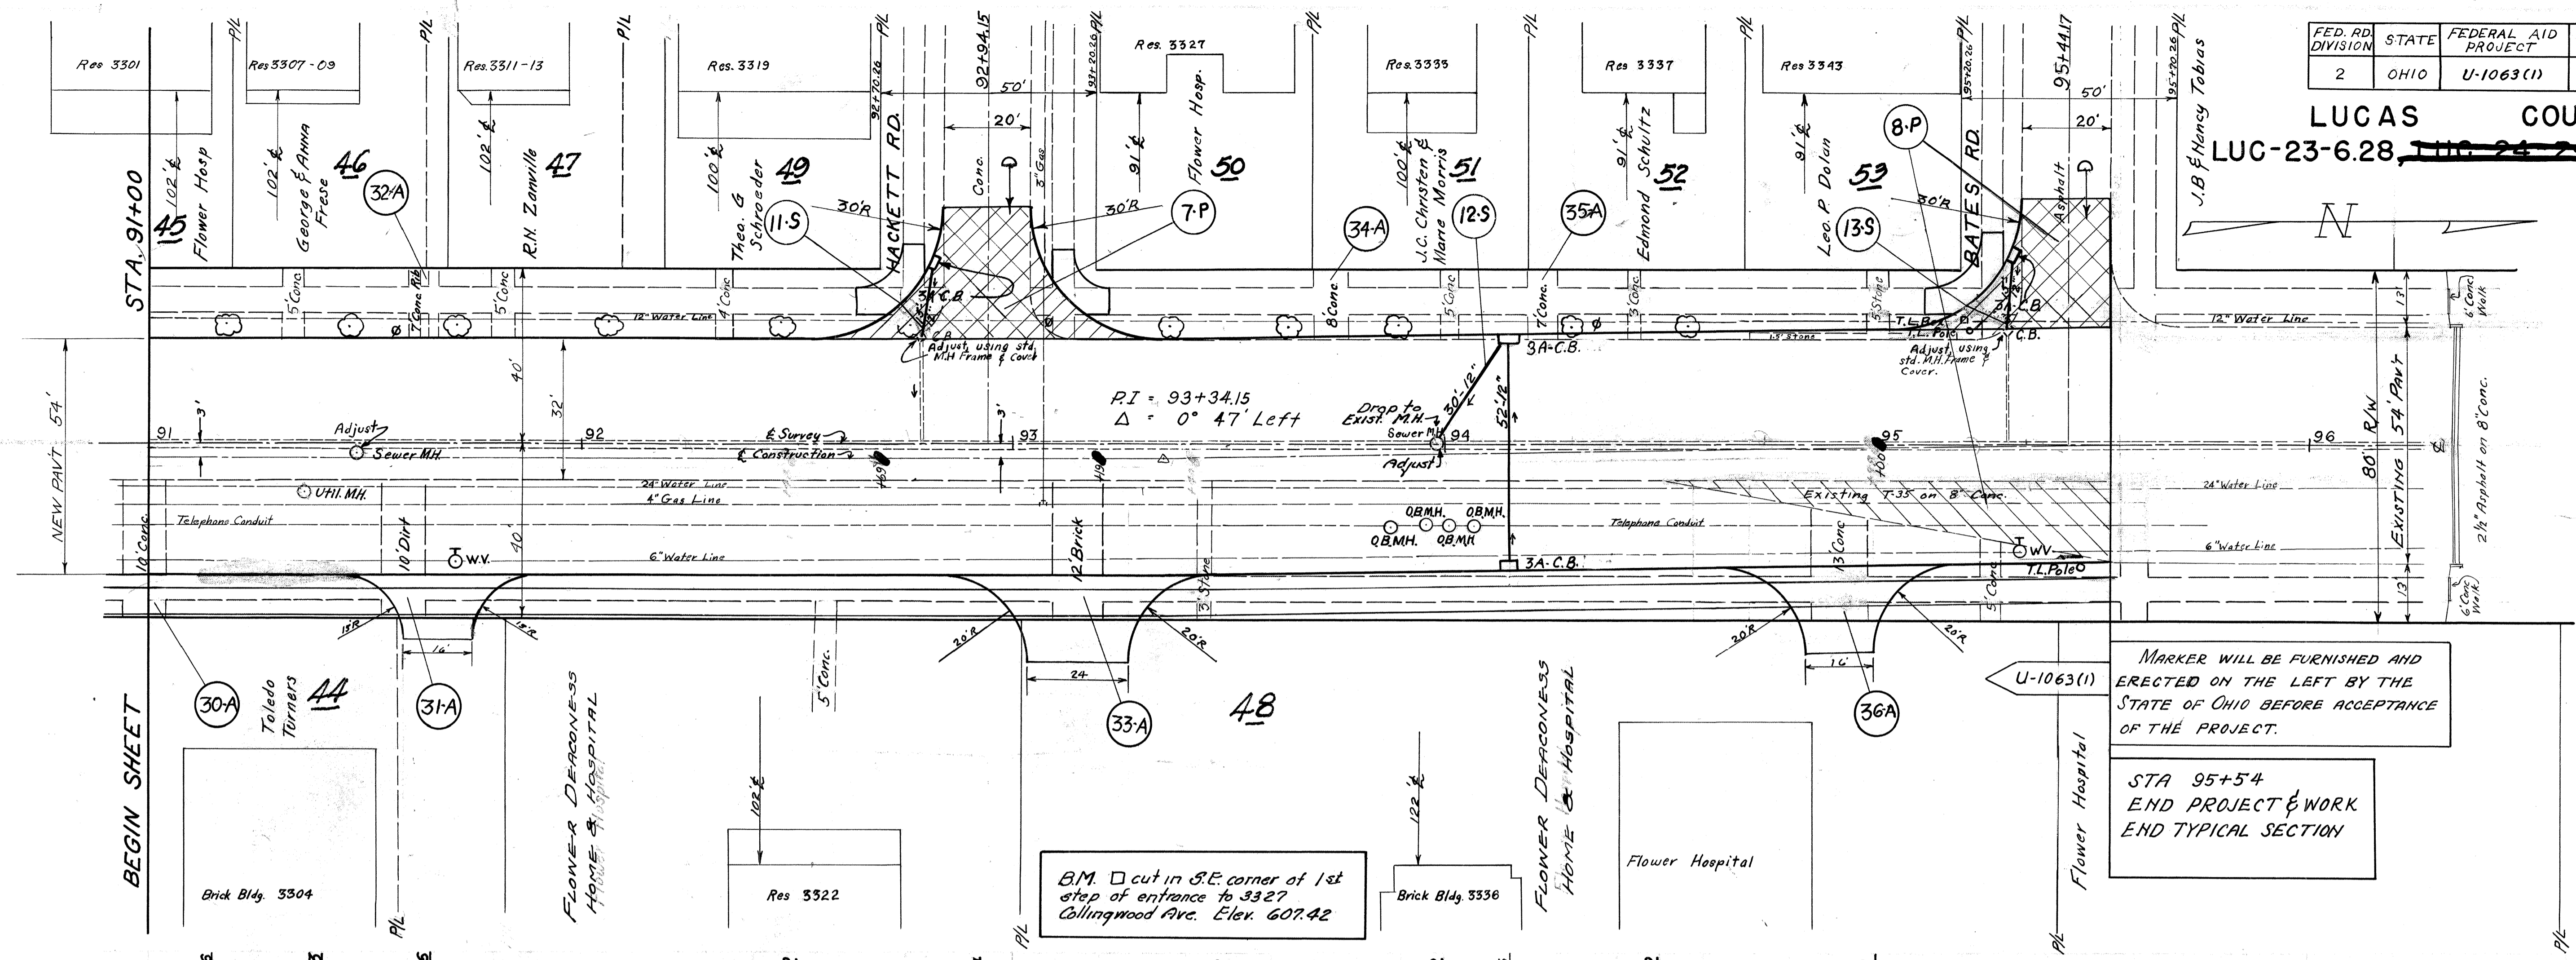 FED. RD. DIVISION
STATE
FEDERAL AID PROJECT
2
OHIO
U-1063(1)
LUCAS COU
LUC-23-6.28,
Res 3301
Res 3307-09
Res. 3311-13
Res. 3319
Res. 3327
Res. 3333
Res 3337
Res 3343
P/L
P/L
P/L
P/L
P/L
P/L
P/L
P/L
P/L
P/L
92+70.26
92+94.15
93+20.26
95+20.26
95+44.17
95+70.26
50'
20'
50'
20'
STA. 91+00
102' ℄
45
Flower Hosp
102' ℄
George & Anna
Frese
46
32-A
102' ℄
R.H. Zanville
47
100' ℄
Theo. G
Schroeder
49
11-S
HACKETT RD.
Conc.
3" Gas
30'R
30'R
91' ℄
Flower Hosp.
50
7-P
34-A
100' ℄
J.C. Christen &
Marie Morris
51
12-S
35-A
91' ℄
Edmond Schultz
52
91' ℄
Leo. P. Dolan
53
13-S
8-P
BATES RD.
Asphalt
30'R
J.B & Nancy Tobias
N
5' Conc
7' Conc Rib
5' Conc
4' Conc
8' Conc.
5' Conc
7' Conc.
3' Conc
5' Stone
12" Water Line
3A-C.B.
C.B.
Adjust, using std.
M.H Frame & Cover
3A-C.B.
T.L. Box
T.L. Pole
3A-C.B.
C.B.
Adjust, using
std. M.H. Frame &
Cover.
12" Water Line
13'
6' Conc
Walk
NEW PAV'T 54'
40'
32'
3'
3'
P.I = 93+34.15
Δ = 0° 47' Left
Drop to
Exist. M.H.
30'-12"
52'-12"
91
Adjust
Sewer M.H.
92
℄ Survey
℄ Construction
93
Sewer M.H.
94
Adjust
95
96
+69
+19
+00
80' R/W
EXISTING 54' PAV'T
2½" Asphalt on 8" Conc.
24" Water Line
4" Gas Line
Util. M.H.
Telephone Conduit
O.B.M.H.
O.B.M.H.
O.B.M.H.
O.B.M.H
Telephone Conduit
Existing T-35 on 8" Conc.
24" Water Line
10' Conc.
10' Dirt
W.V.
40'
6" Water Line
12' Brick
3' Stone
3A-C.B.
13' Conc
5' Conc
W.V.
T.L. Pole
6" Water Line
13'
6' Conc
Walk
15'R
15'R
16'
20'R
20'R
24
20'R
20'R
16'
BEGIN SHEET
30-A
Toledo
Turners
44
31-A
FLOWER DEACONESS
HOME & HOSPITAL
5' Conc.
33-A
48
36-A
U-1063(1)
MARKER WILL BE FURNISHED AND
ERECTED ON THE LEFT BY THE
STATE OF OHIO BEFORE ACCEPTANCE
OF THE PROJECT.
STA 95+54
END PROJECT & WORK
END TYPICAL SECTION
Flower Hospital
FLOWER DEACONESS
HOME & HOSPITAL
Brick Bldg. 3304
P/L
102' ℄
Res 3322
P/L
B.M. □ cut in S.E. corner of 1st
step of entrance to 3327
Collingwood Ave. Elev. 607.42
122' ℄
Brick Bldg. 3336
Flower Hospital
P/L
P/L